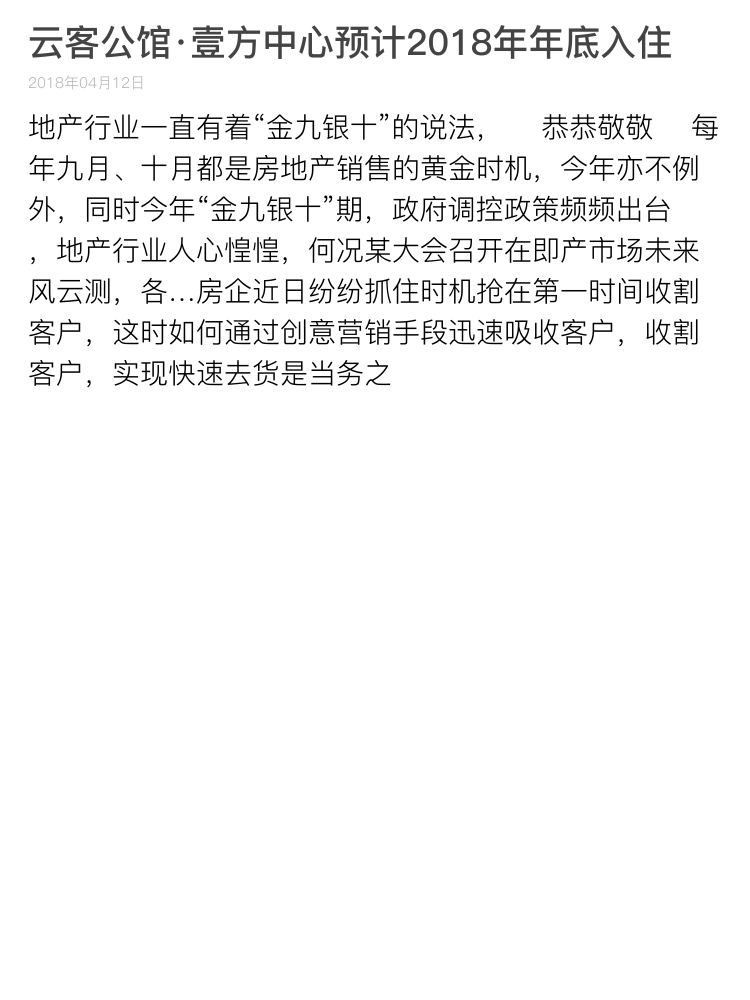 云客公馆·壹方中心预计2018年年底入住
2018年04月12日
地产行业一直有着“金九银十”的说法，　恭恭敬敬　每
年九月、十月都是房地产销售的黄金时机，今年亦不例
外，同时今年“金九银十”期，政府调控政策频频出台
，地产行业人心惶惶，何况某大会召开在即产市场未来
风云测，各…房企近日纷纷抓住时机抢在第一时间收割
客户，这时如何通过创意营销手段迅速吸收客户，收割
客户，实现快速去货是当务之